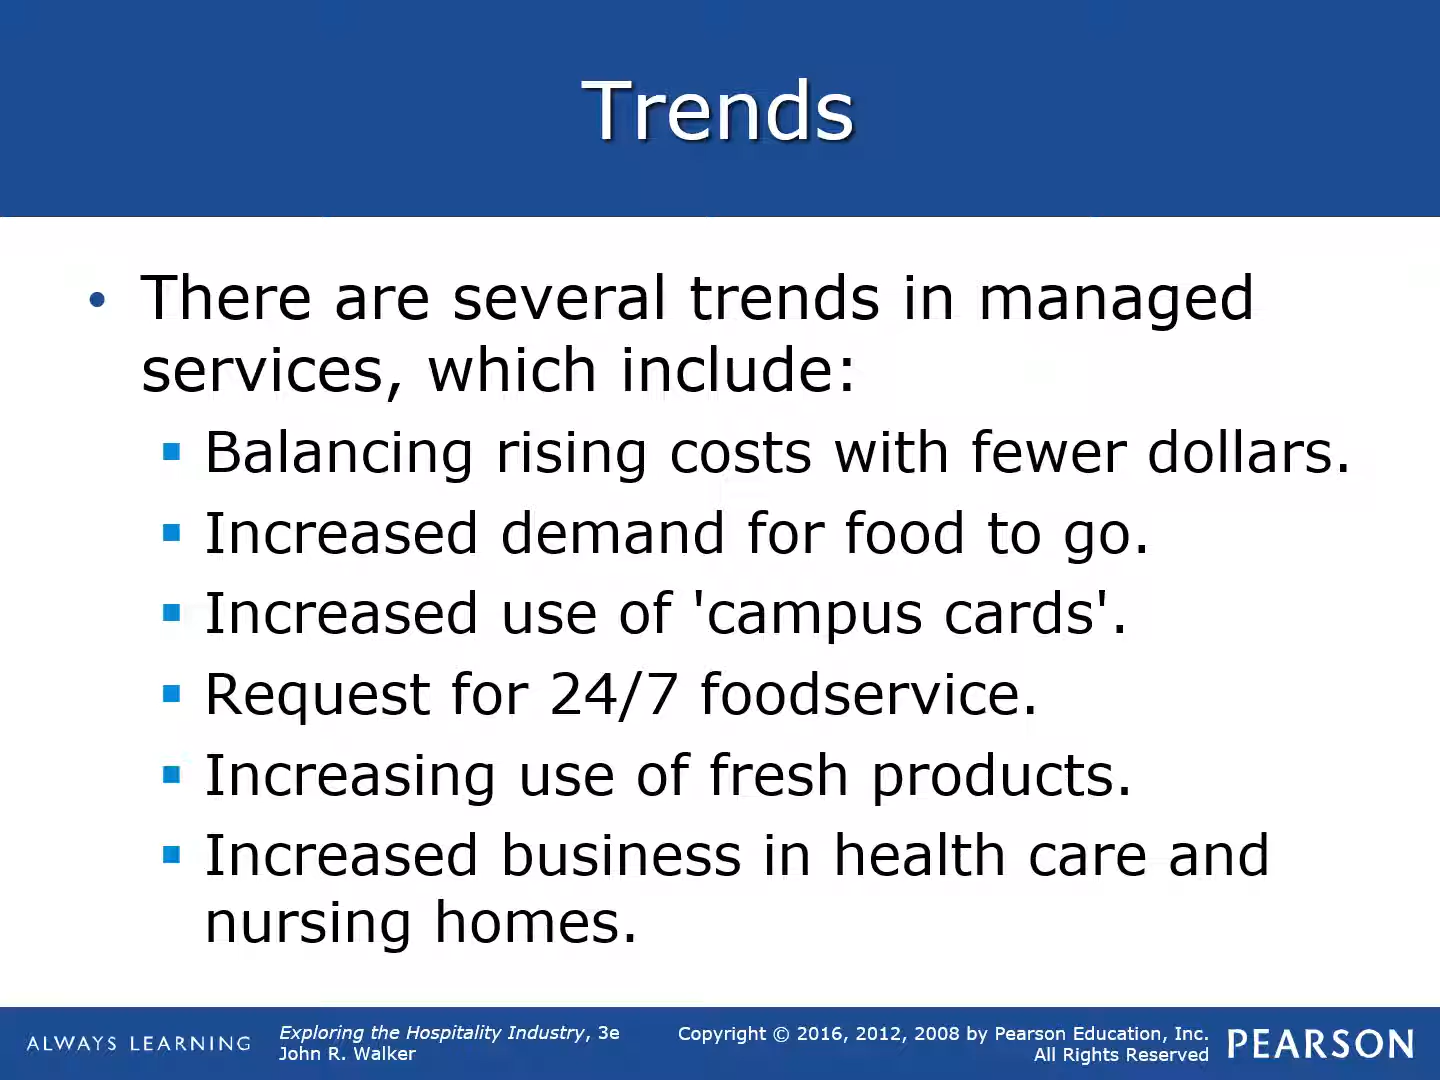 Trends
• There are several trends in managed
services, which include:
▪ Balancing rising costs with fewer dollars.
▪ Increased demand for food to go.
▪ Increased use of 'campus cards'.
▪ Request for 24/7 foodservice.
▪ Increasing use of fresh products.
▪ Increased business in health care and
nursing homes.
ALWAYS LEARNING
Exploring the Hospitality Industry, 3e
John R. Walker
Copyright © 2016, 2012, 2008 by Pearson Education, Inc.
All Rights Reserved
PEARSON